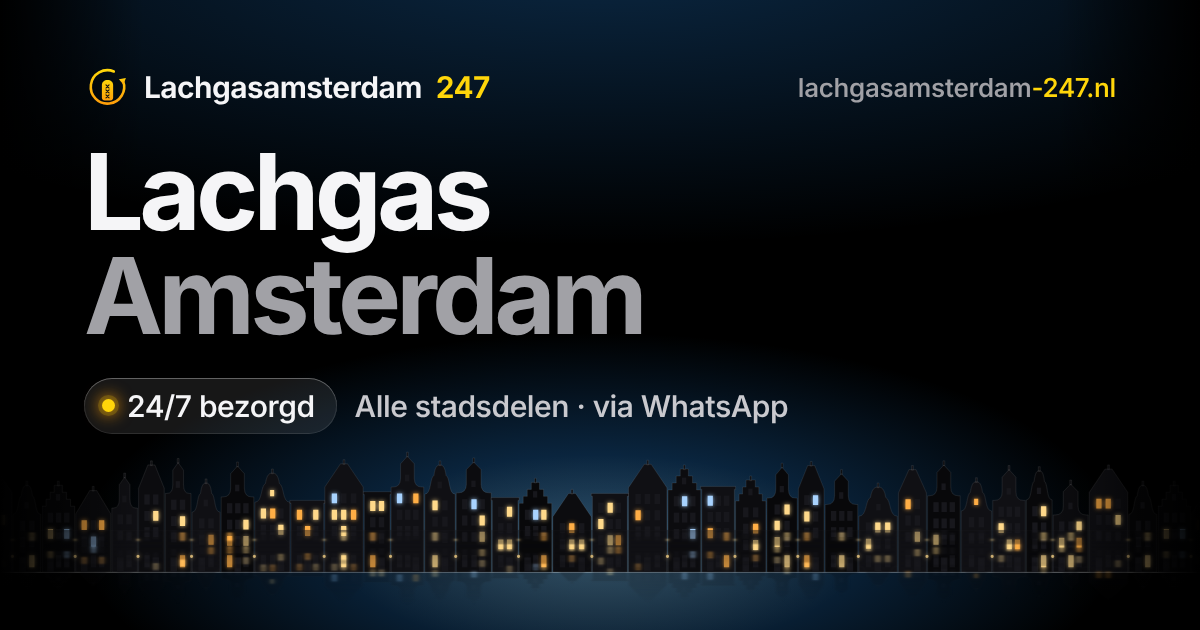 Lachgasamsterdam 247
lachgasamsterdam-247.nl
Lachgas
Amsterdam
24/7 bezorgd
Alle stadsdelen · via WhatsApp